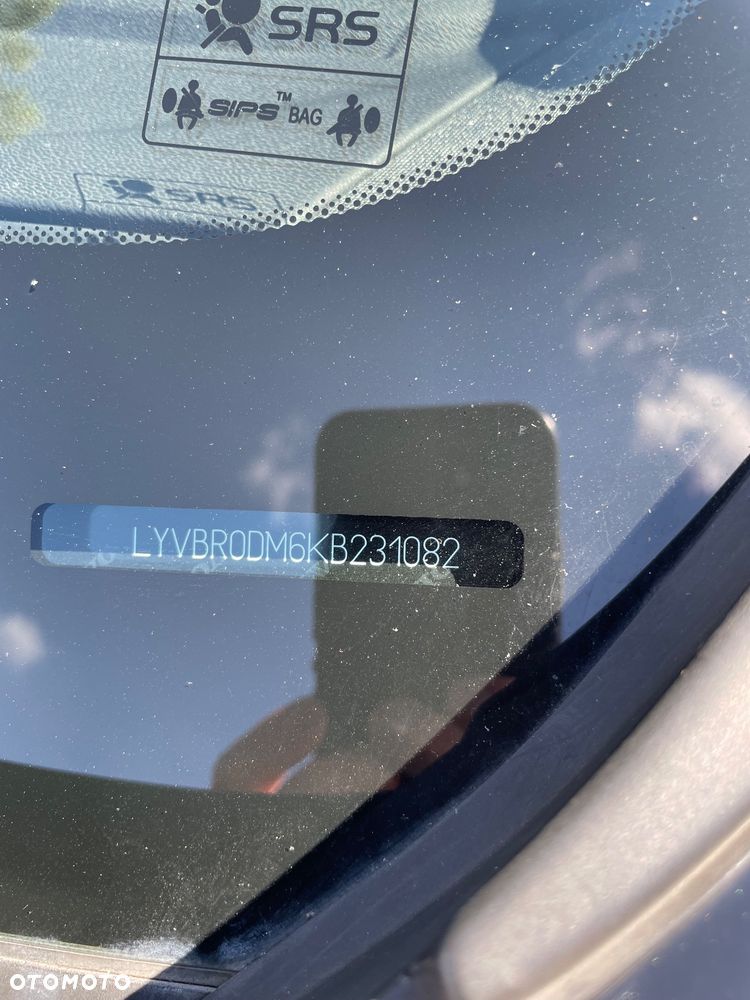 SRS
SIPS™ BAG
SRS
LYVBR0DM6KB231082
OTOMOTO